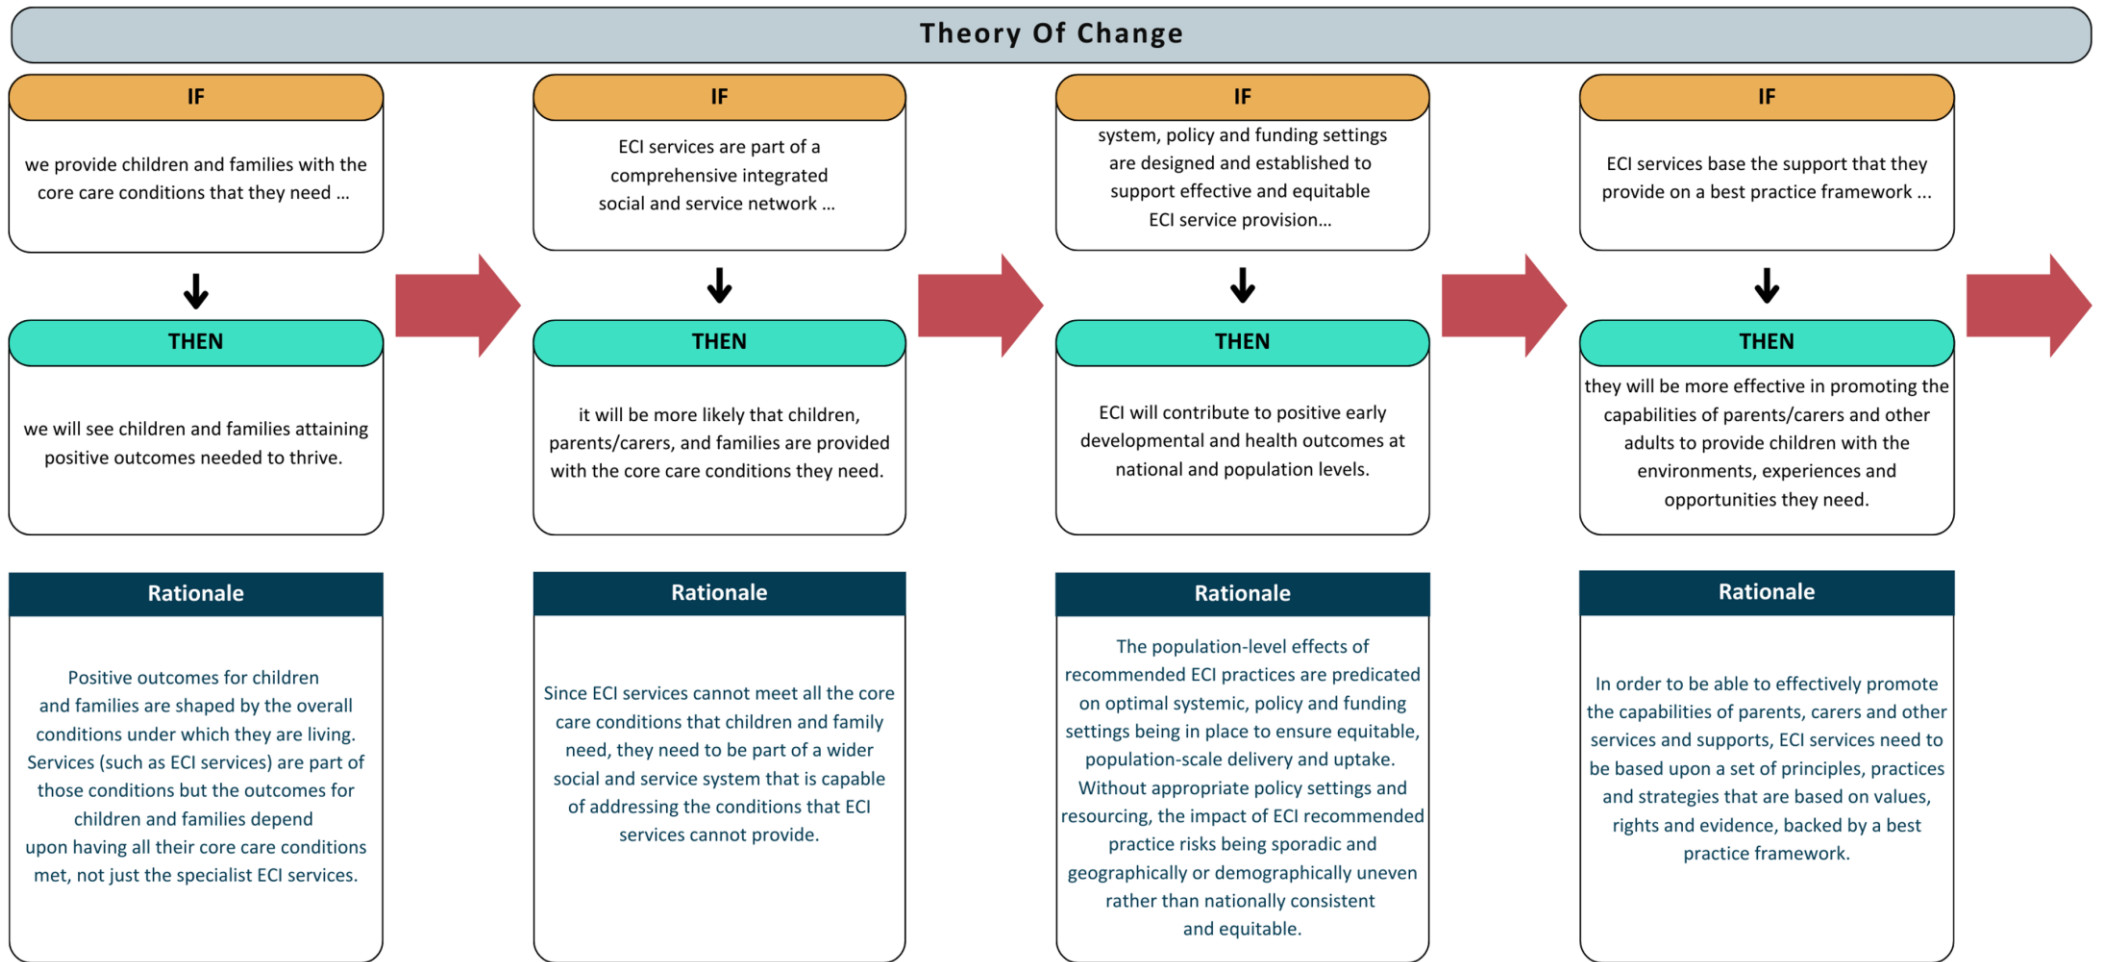 Theory Of Change
IF
we provide children and families with the
core care conditions that they need ...
THEN
we will see children and families attaining
positive outcomes needed to thrive.
Rationale
Positive outcomes for children
and families are shaped by the overall
conditions under which they are living.
Services (such as ECI services) are part of
those conditions but the outcomes for
children and families depend
upon having all their core care conditions
met, not just the specialist ECI services.
IF
ECI services are part of a
comprehensive integrated
social and service network ...
THEN
it will be more likely that children,
parents/carers, and families are provided
with the core care conditions they need.
Rationale
Since ECI services cannot meet all the core
care conditions that children and family
need, they need to be part of a wider
social and service system that is capable
of addressing the conditions that ECI
services cannot provide.
IF
system, policy and funding settings
are designed and established to
support effective and equitable
ECI service provision...
THEN
ECI will contribute to positive early
developmental and health outcomes at
national and population levels.
Rationale
The population-level effects of
recommended ECI practices are predicated
on optimal systemic, policy and funding
settings being in place to ensure equitable,
population-scale delivery and uptake.
Without appropriate policy settings and
resourcing, the impact of ECI recommended
practice risks being sporadic and
geographically or demographically uneven
rather than nationally consistent
and equitable.
IF
ECI services base the support that they
provide on a best practice framework ...
THEN
they will be more effective in promoting the
capabilities of parents/carers and other
adults to provide children with the
environments, experiences and
opportunities they need.
Rationale
In order to be able to effectively promote
the capabilities of parents, carers and other
services and supports, ECI services need to
be based upon a set of principles, practices
and strategies that are based on values,
rights and evidence, backed by a best
practice framework.